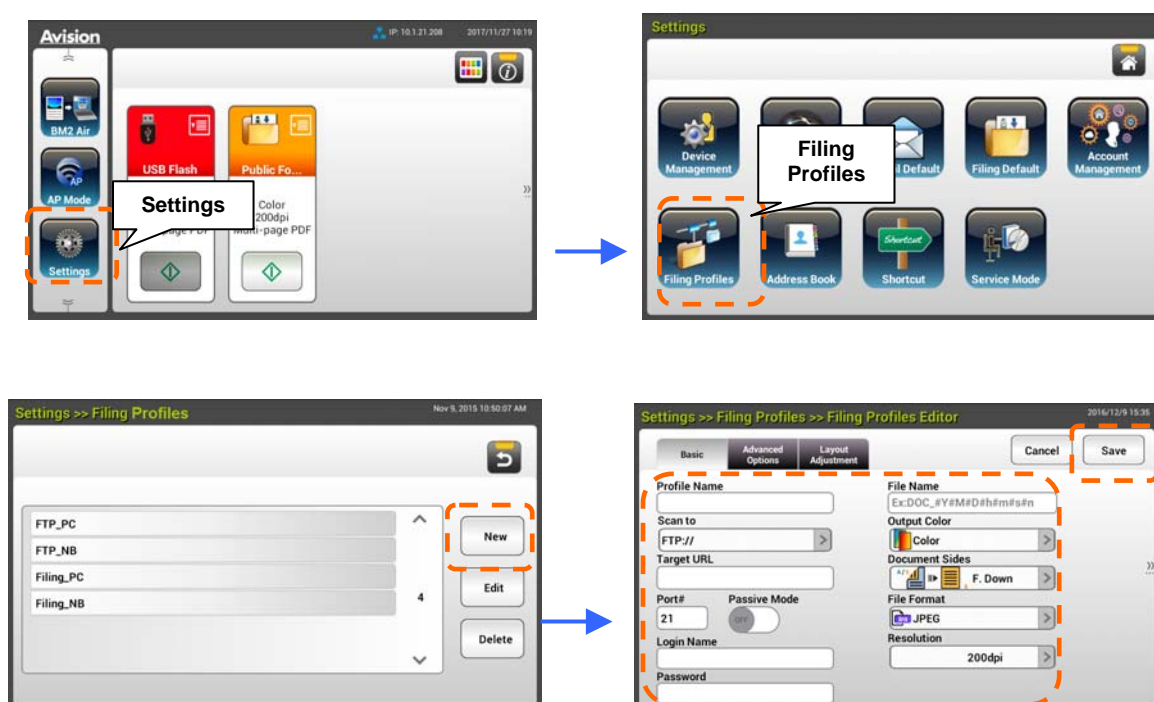 Avision
IP: 10.1.21.208 2017/11/27 10:19
BM2 Air
AP
AP Mode
Settings
USB Flash
Public Fo...
Color
200dpi
Multi-page PDF
Settings
Settings
Device
Management
l Default
Filing Default
Account
Management
Filing
Profiles
Filing Profiles
Address Book
Shortcut
Shortcut
Service Mode
Settings >> Filing Profiles
Nov 9, 2015 10:50:07 AM
FTP_PC
FTP_NB
Filing_PC
Filing_NB
4
New
Edit
Delete
Settings >> Filing Profiles >> Filing Profiles Editor
2016/12/9 15:35
Basic
Advanced
Options
Layout
Adjustment
Cancel
Save
Profile Name
Scan to
FTP://
Target URL
Port# Passive Mode
21 OFF
Login Name
Password
File Name
Ex:DOC_#Y#M#D#h#m#s#n
Output Color
Color
Document Sides
F. Down
File Format
JPEG
Resolution
200dpi